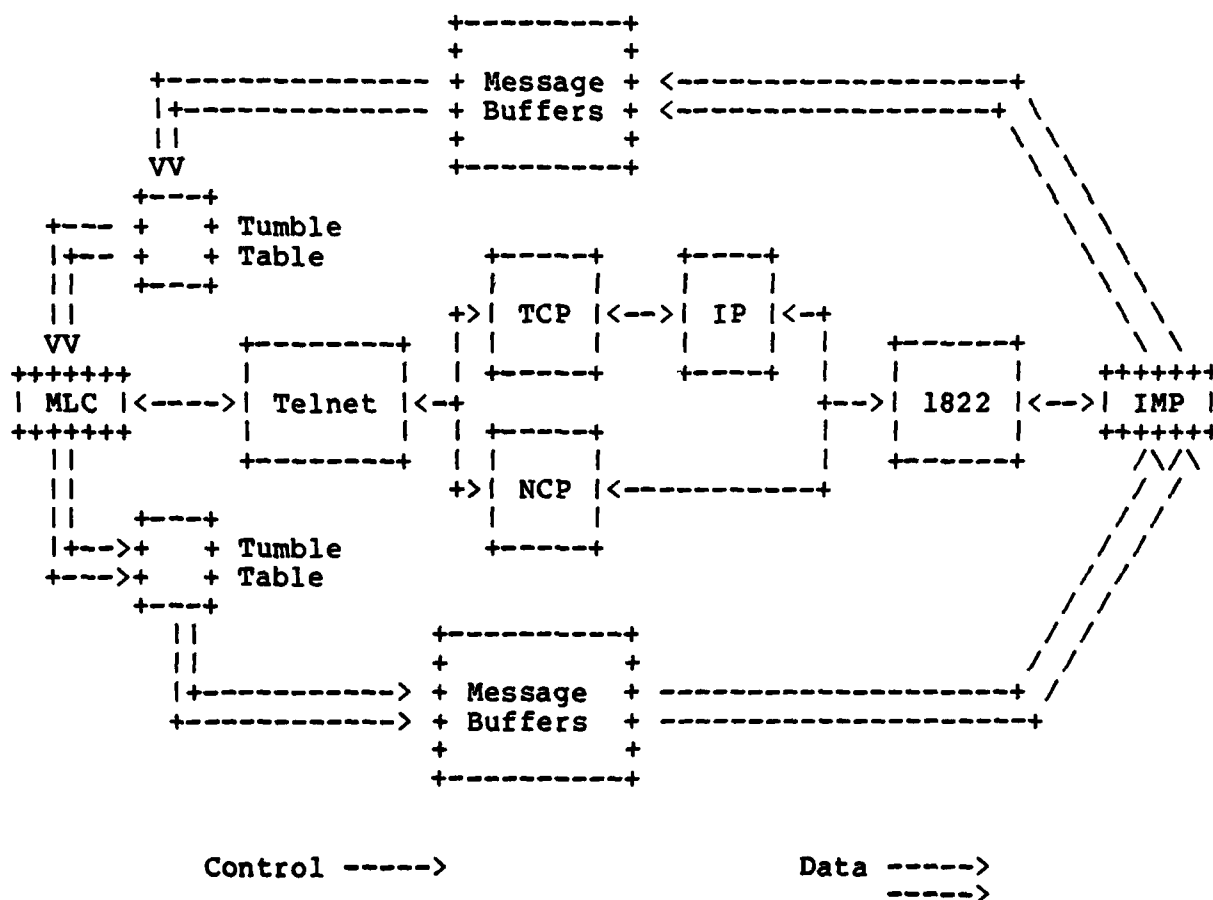 Message
Buffers
Tumble
Table
TCP
IP
MLC
Telnet
1822
IMP
NCP
Tumble
Table
Message
Buffers
Control ----->
Data ----->
----->